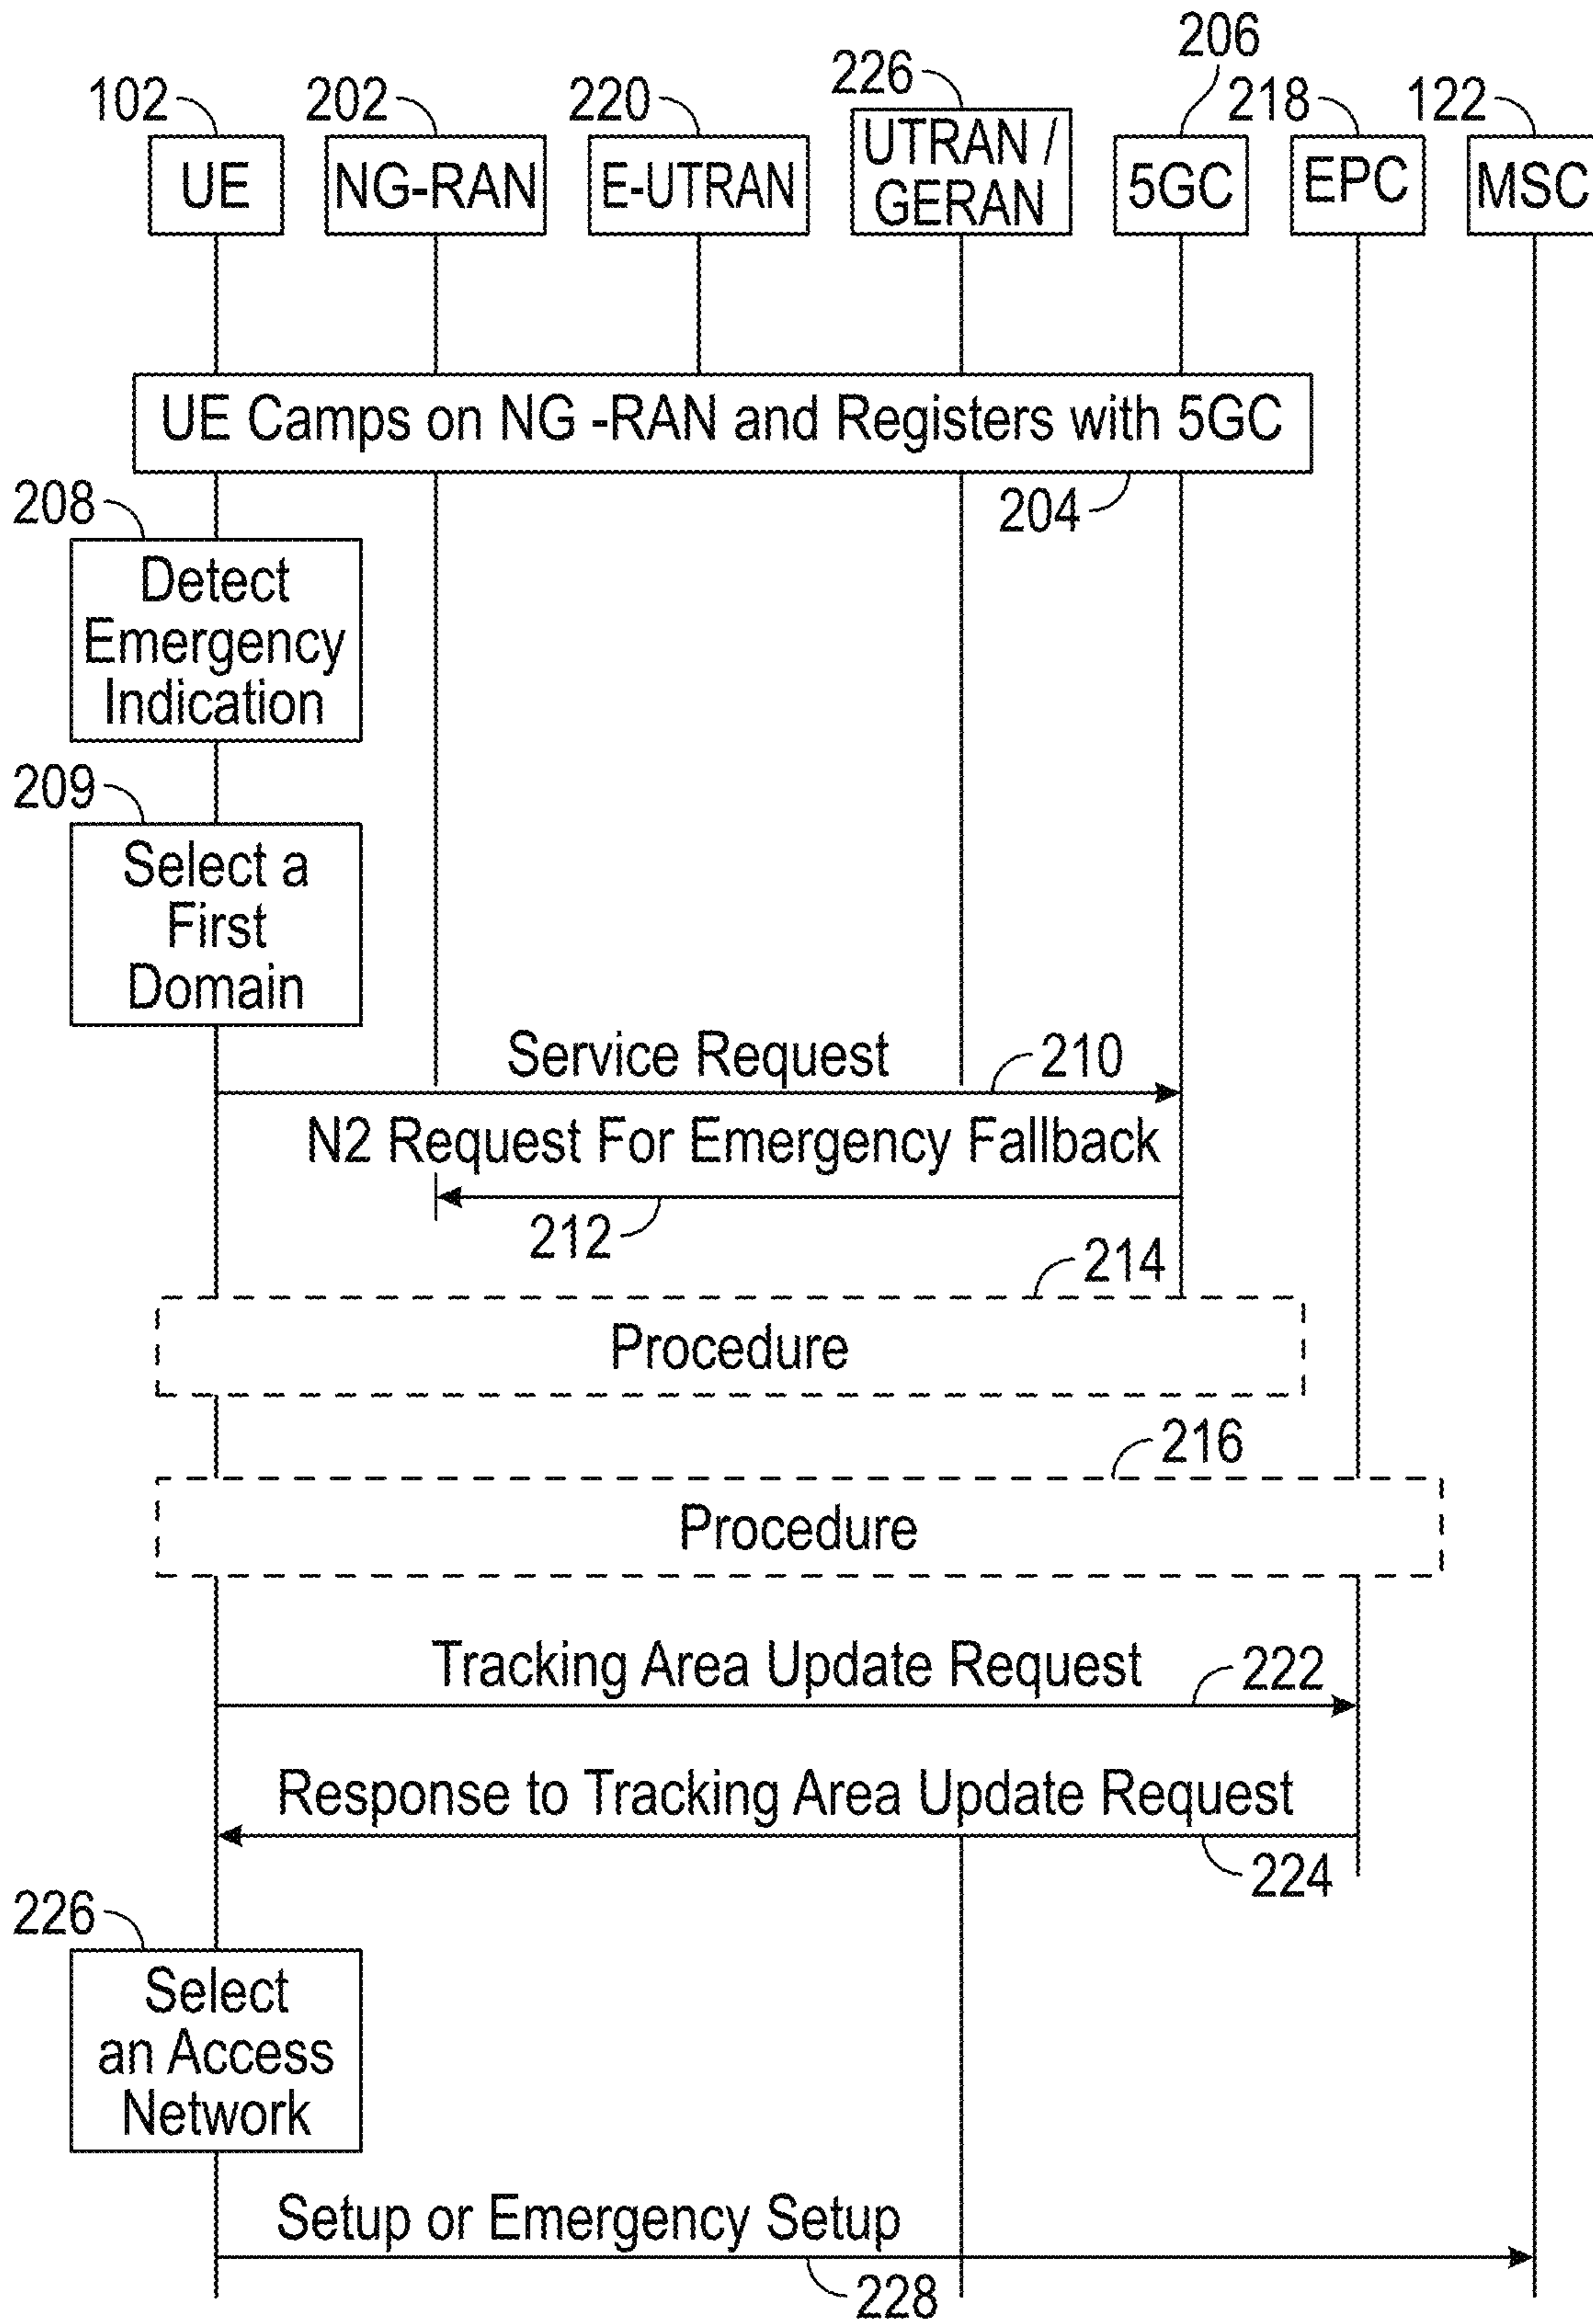 206
226
102
202
220
218
122
UE
NG-RAN
E-UTRAN
UTRAN /
GERAN
5GC
EPC
MSC
UE Camps on NG -RAN and Registers with 5GC
204
208
Detect
Emergency
Indication
209
Select a
First
Domain
Service Request
210
N2 Request For Emergency Fallback
212
214
Procedure
216
Procedure
Tracking Area Update Request
222
Response to Tracking Area Update Request
224
226
Select
an Access
Network
Setup or Emergency Setup
228